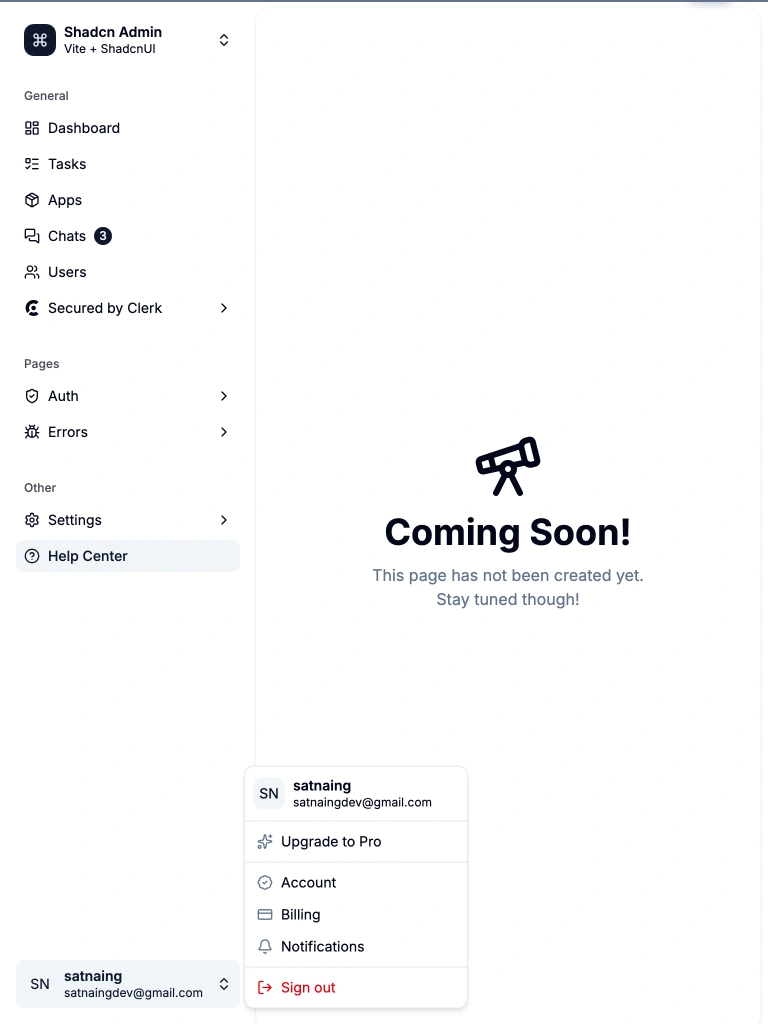 Shadcn Admin
Vite + ShadcnUI
General
Dashboard
Tasks
Apps
Chats 3
Users
Secured by Clerk
Pages
Auth
Errors
Other
Settings
Help Center
Coming Soon!
This page has not been created yet.
Stay tuned though!
SN
satnaing
satnaingdev@gmail.com
Upgrade to Pro
Account
Billing
Notifications
Sign out
SN
satnaing
satnaingdev@gmail.com